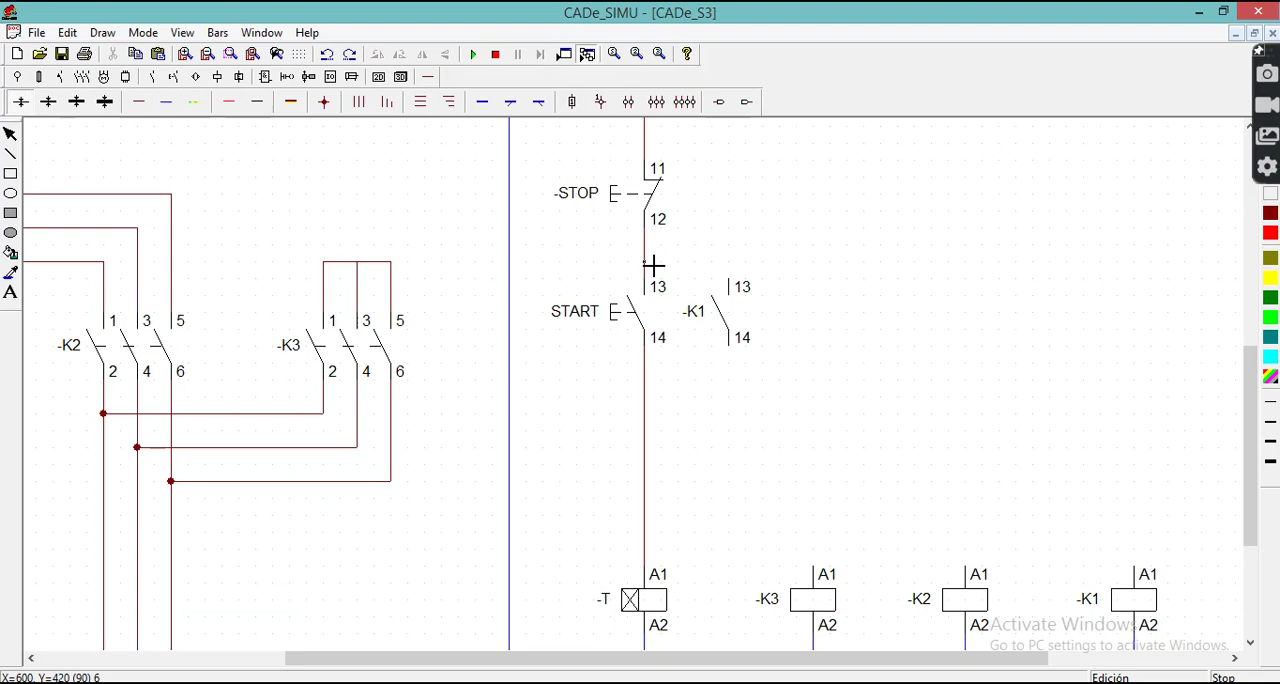 CADe_SIMU - [CADe_S3]
File Edit Draw Mode View Bars Window Help
11
-STOP
12
13 13
START -K1
14 14
1 3 5 1 3 5
-K2 -K3
2 4 6 2 4 6
A1 A1 A1 A1
-T -K3 -K2 -K1
A2 A2 A2 A2
Activate Windows
Go to PC settings to activate Windows.
X=600, Y=420 (90) 6 Edición Stop